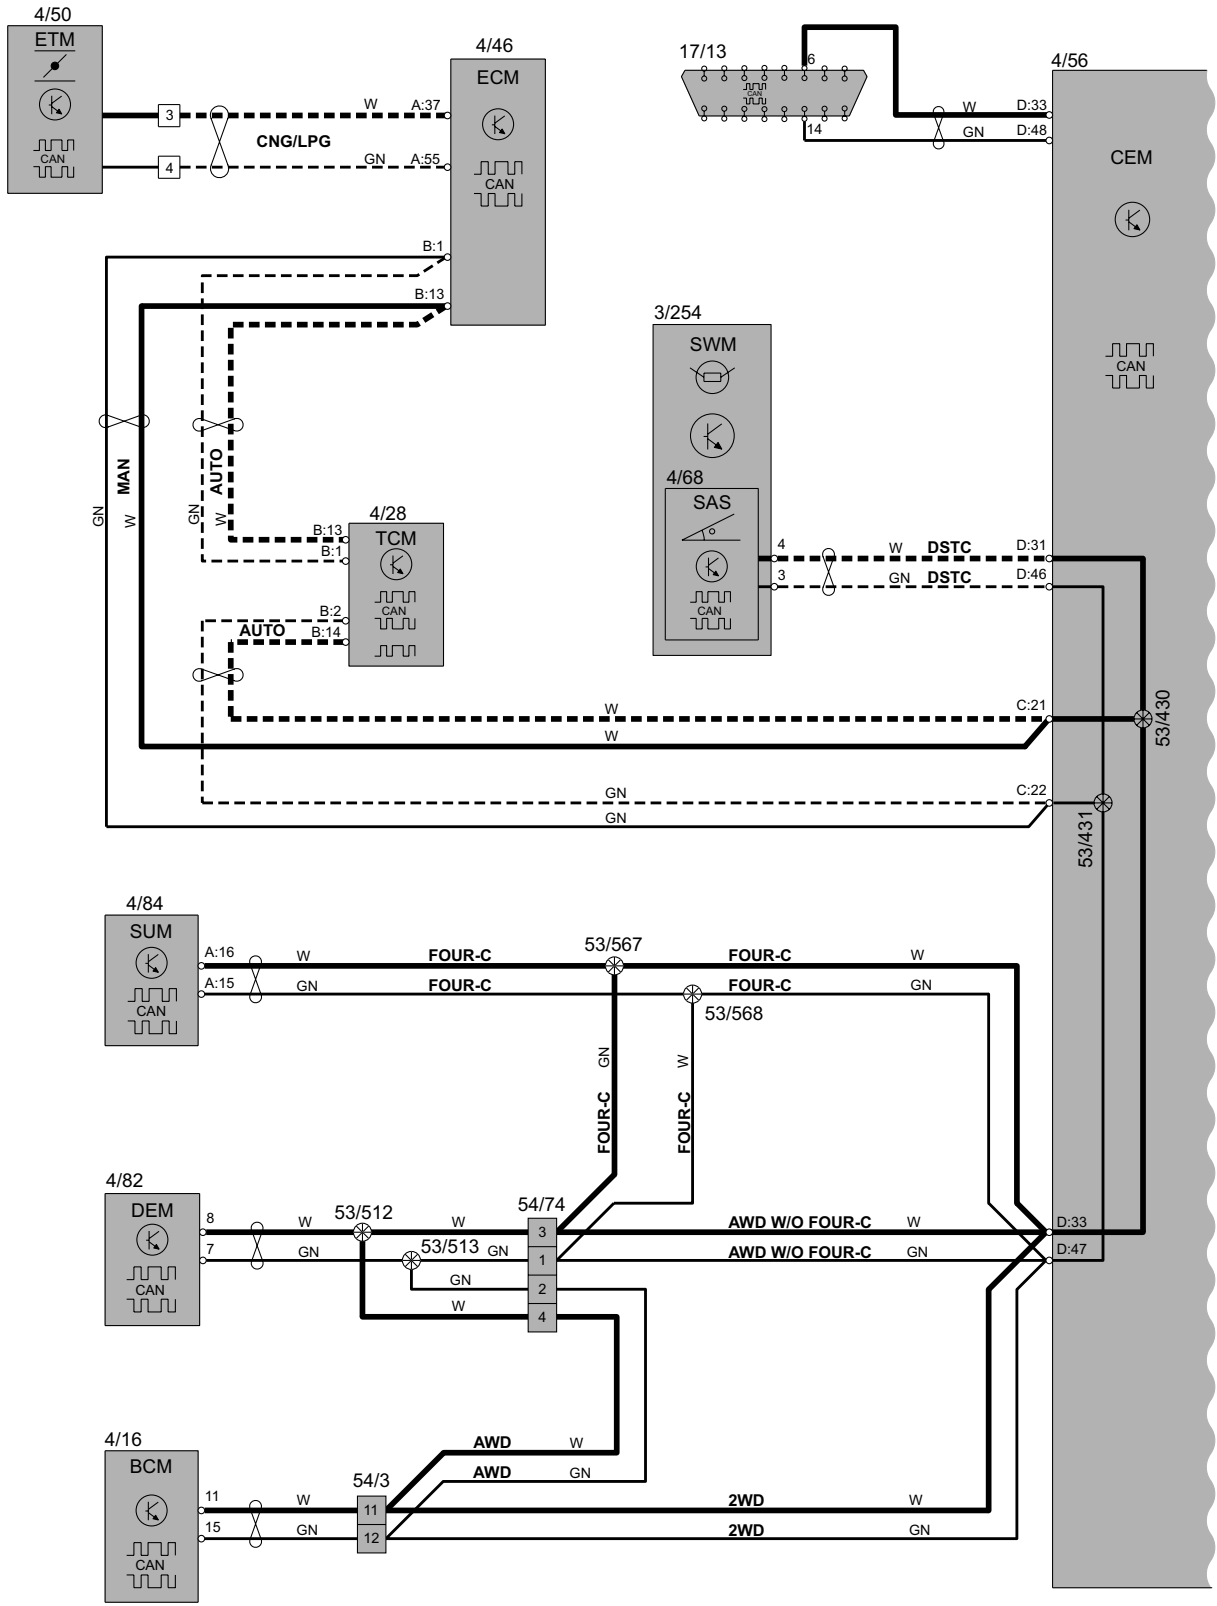 4/50
ETM
CAN
3
4
W
A:37
CNG/LPG
GN
A:55
4/46
ECM
CAN
B:1
B:13
17/13
6
CAN
14
4/56
W
D:33
GN
D:48
CEM
CAN
3/254
SWM
4/68
SAS
CAN
4
W
DSTC
D:31
3
GN
DSTC
D:46
GN
MAN
W
GN
AUTO
W
4/28
B:13
TCM
B:1
CAN
B:2
AUTO
B:14
W
C:21
W
53/430
GN
C:22
GN
53/431
4/84
SUM
CAN
A:16
W
FOUR-C
53/567
FOUR-C
W
A:15
GN
FOUR-C
FOUR-C
GN
53/568
GN
FOUR-C
W
FOUR-C
4/82
DEM
CAN
8
W
53/512
W
54/74
3
AWD W/O FOUR-C
W
D:33
7
GN
53/513
GN
1
AWD W/O FOUR-C
GN
D:47
GN
2
W
4
4/16
BCM
CAN
AWD
W
AWD
GN
11
W
54/3
11
2WD
W
15
GN
12
2WD
GN